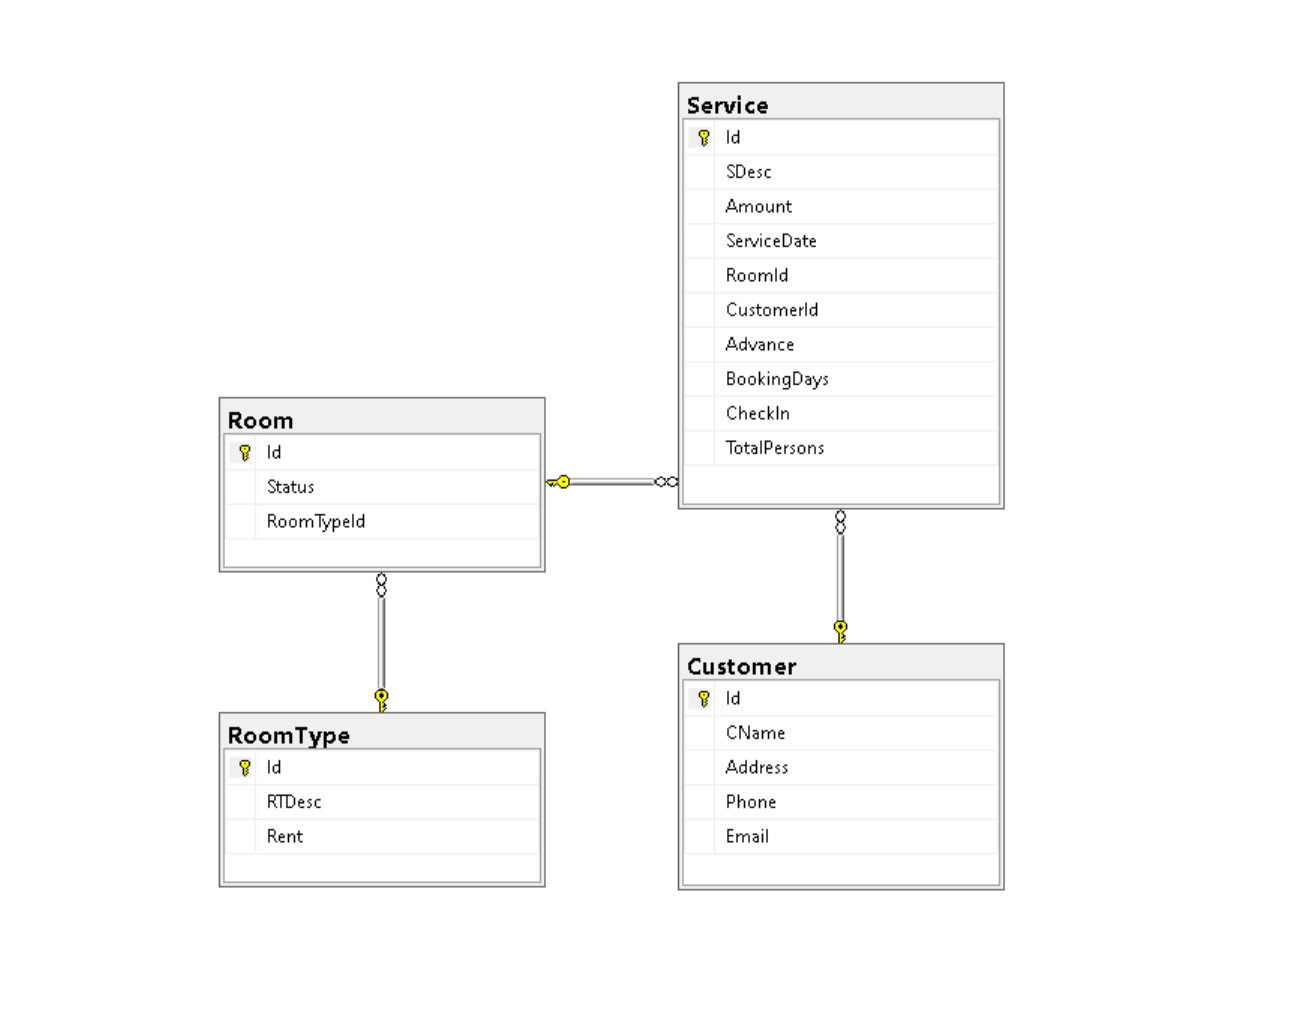 Service
Id
SDesc
Amount
ServiceDate
RoomId
CustomerId
Advance
BookingDays
CheckIn
TotalPersons
Room
Id
Status
RoomTypeId
RoomType
Id
RTDesc
Rent
Customer
Id
CName
Address
Phone
Email